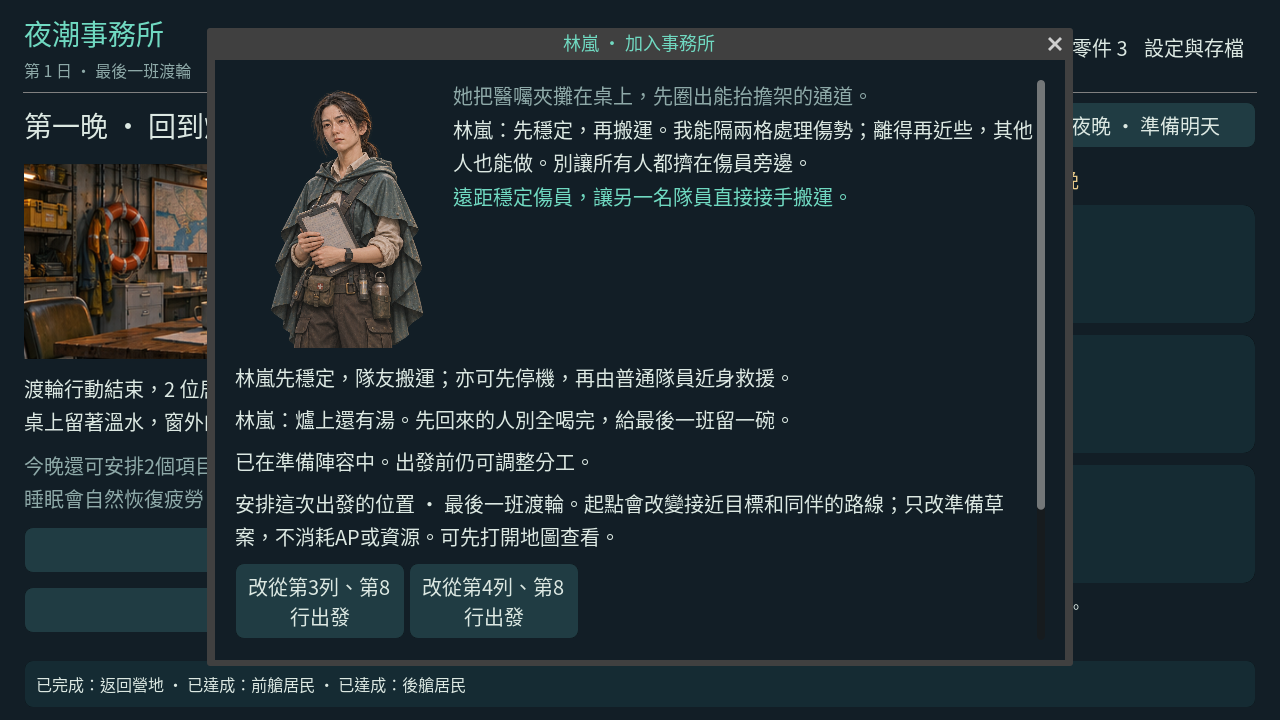 夜潮事務所
第 1 日 · 最後一班渡輪
零件 3 設定與存檔
林嵐 · 加入事務所
第一晚 · 回到
夜晚 · 準備明天
她把醫囑夾攤在桌上，先圈出能抬擔架的通道。
林嵐：先穩定，再搬運。我能隔兩格處理傷勢；離得再近些，其他
人也能做。別讓所有人都擠在傷員旁邊。
遠距穩定傷員，讓另一名隊員直接接手搬運。
渡輪行動結束，2 位
桌上留著溫水，窗外
今晚還可安排2個項目
睡眠會自然恢復疲勞
林嵐先穩定，隊友搬運；亦可先停機，再由普通隊員近身救援。
林嵐：爐上還有湯。先回來的人別全喝完，給最後一班留一碗。
已在準備陣容中。出發前仍可調整分工。
安排這次出發的位置 · 最後一班渡輪。起點會改變接近目標和同伴的路線；只改準備草
案，不消耗AP或資源。可先打開地圖查看。
改從第3列、第8
行出發
改從第4列、第8
行出發
已完成：返回營地 · 已達成：前艙居民 · 已達成：後艙居民